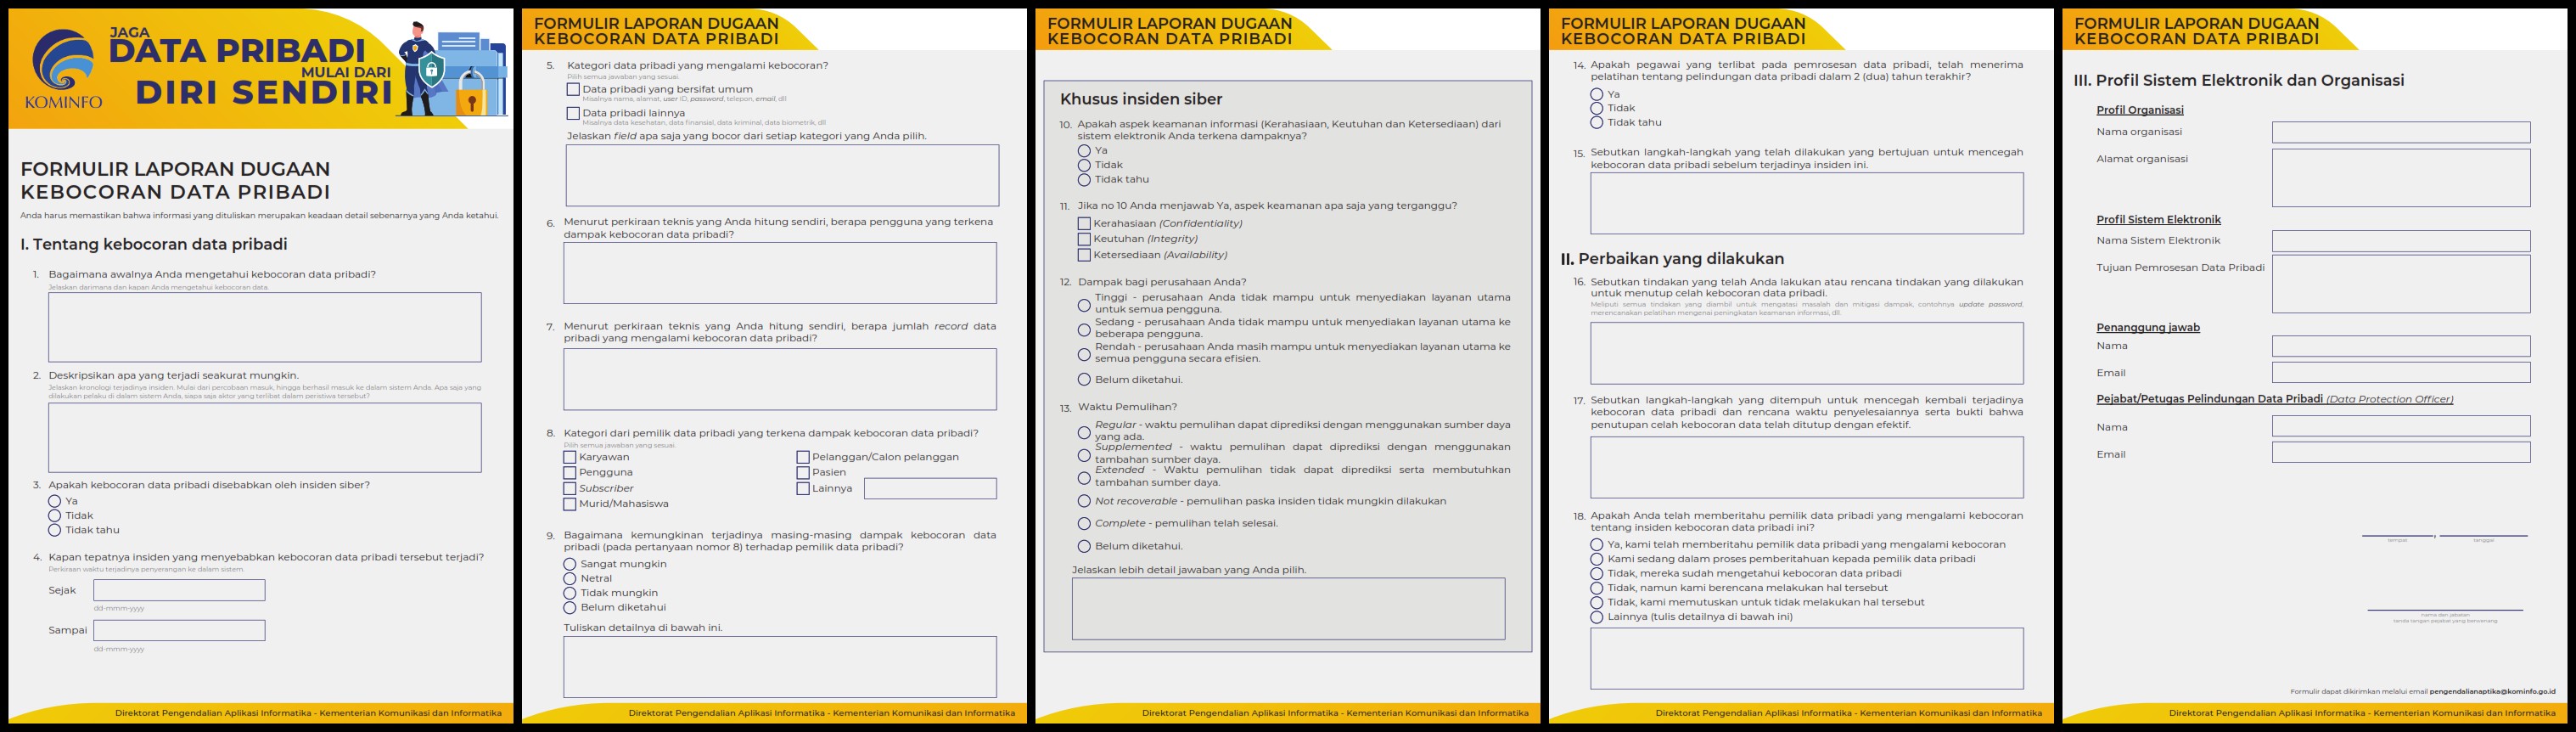 KOMINFO
JAGA
DATA PRIBADI
MULAI DARI
DIRI SENDIRI
FORMULIR LAPORAN DUGAAN
KEBOCORAN DATA PRIBADI
Anda harus memastikan bahwa informasi yang dituliskan merupakan keadaan detail sebenarnya yang Anda ketahui.
I. Tentang kebocoran data pribadi
1. Bagaimana awalnya Anda mengetahui kebocoran data pribadi?
Jelaskan darimana dan kapan Anda mengetahui kebocoran data.
2. Deskripsikan apa yang terjadi seakurat mungkin.
Jelaskan kronologi terjadinya insiden. Mulai dari percobaan masuk, hingga berhasil masuk ke dalam sistem Anda. Apa saja yang
dilakukan pelaku di dalam sistem Anda, siapa saja aktor yang terlibat dalam peristiwa tersebut?
3. Apakah kebocoran data pribadi disebabkan oleh insiden siber?
Ya
Tidak
Tidak tahu
4. Kapan tepatnya insiden yang menyebabkan kebocoran data pribadi tersebut terjadi?
Perkiraan waktu terjadinya penyerangan ke dalam sistem.
Sejak
dd-mmm-yyyy
Sampai
dd-mmm-yyyy
Direktorat Pengendalian Aplikasi Informatika - Kementerian Komunikasi dan Informatika
FORMULIR LAPORAN DUGAAN
KEBOCORAN DATA PRIBADI
5. Kategori data pribadi yang mengalami kebocoran?
Pilih semua jawaban yang sesuai.
Data pribadi yang bersifat umum
Misalnya nama, alamat, user ID, password, telepon, email, dll
Data pribadi lainnya
Misalnya data kesehatan, data finansial, data kriminal, data biometrik, dll
Jelaskan field apa saja yang bocor dari setiap kategori yang Anda pilih.
6. Menurut perkiraan teknis yang Anda hitung sendiri, berapa pengguna yang terkena
dampak kebocoran data pribadi?
7. Menurut perkiraan teknis yang Anda hitung sendiri, berapa jumlah record data
pribadi yang mengalami kebocoran data pribadi?
8. Kategori dari pemilik data pribadi yang terkena dampak kebocoran data pribadi?
Pilih semua jawaban yang sesuai.
Karyawan
Pengguna
Subscriber
Murid/Mahasiswa
Pelanggan/Calon pelanggan
Pasien
Lainnya
9. Bagaimana kemungkinan terjadinya masing-masing dampak kebocoran data
pribadi (pada pertanyaan nomor 8) terhadap pemilik data pribadi?
Sangat mungkin
Netral
Tidak mungkin
Belum diketahui
Tuliskan detailnya di bawah ini.
Direktorat Pengendalian Aplikasi Informatika - Kementerian Komunikasi dan Informatika
FORMULIR LAPORAN DUGAAN
KEBOCORAN DATA PRIBADI
Khusus insiden siber
10. Apakah aspek keamanan informasi (Kerahasiaan, Keutuhan dan Ketersediaan) dari
sistem elektronik Anda terkena dampaknya?
Ya
Tidak
Tidak tahu
11. Jika no 10 Anda menjawab Ya, aspek keamanan apa saja yang terganggu?
Kerahasiaan (Confidentiality)
Keutuhan (Integrity)
Ketersediaan (Availability)
12. Dampak bagi perusahaan Anda?
Tinggi - perusahaan Anda tidak mampu untuk menyediakan layanan utama
untuk semua pengguna.
Sedang - perusahaan Anda tidak mampu untuk menyediakan layanan utama ke
beberapa pengguna.
Rendah - perusahaan Anda masih mampu untuk menyediakan layanan utama ke
semua pengguna secara efisien.
Belum diketahui.
13. Waktu Pemulihan?
Regular - waktu pemulihan dapat diprediksi dengan menggunakan sumber daya
yang ada.
Supplemented - waktu pemulihan dapat diprediksi dengan menggunakan
tambahan sumber daya.
Extended - Waktu pemulihan tidak dapat diprediksi serta membutuhkan
tambahan sumber daya.
Not recoverable - pemulihan paska insiden tidak mungkin dilakukan
Complete - pemulihan telah selesai.
Belum diketahui.
Jelaskan lebih detail jawaban yang Anda pilih.
Direktorat Pengendalian Aplikasi Informatika - Kementerian Komunikasi dan Informatika
FORMULIR LAPORAN DUGAAN
KEBOCORAN DATA PRIBADI
14. Apakah pegawai yang terlibat pada pemrosesan data pribadi, telah menerima
pelatihan tentang pelindungan data pribadi dalam 2 (dua) tahun terakhir?
Ya
Tidak
Tidak tahu
15. Sebutkan langkah-langkah yang telah dilakukan yang bertujuan untuk mencegah
kebocoran data pribadi sebelum terjadinya insiden ini.
II. Perbaikan yang dilakukan
16. Sebutkan tindakan yang telah Anda lakukan atau rencana tindakan yang dilakukan
untuk menutup celah kebocoran data pribadi.
Meliputi semua tindakan yang diambil untuk mengatasi masalah dan mitigasi dampak, contohnya update password,
merencanakan pelatihan mengenai peningkatan keamanan informasi, dll.
17. Sebutkan langkah-langkah yang ditempuh untuk mencegah kembali terjadinya
kebocoran data pribadi dan rencana waktu penyelesaiannya serta bukti bahwa
penutupan celah kebocoran data telah ditutup dengan efektif.
18. Apakah Anda telah memberitahu pemilik data pribadi yang mengalami kebocoran
tentang insiden kebocoran data pribadi ini?
Ya, kami telah memberitahu pemilik data pribadi yang mengalami kebocoran
Kami sedang dalam proses pemberitahuan kepada pemilik data pribadi
Tidak, mereka sudah mengetahui kebocoran data pribadi
Tidak, namun kami berencana melakukan hal tersebut
Tidak, kami memutuskan untuk tidak melakukan hal tersebut
Lainnya (tulis detailnya di bawah ini)
Direktorat Pengendalian Aplikasi Informatika - Kementerian Komunikasi dan Informatika
FORMULIR LAPORAN DUGAAN
KEBOCORAN DATA PRIBADI
III. Profil Sistem Elektronik dan Organisasi
Profil Organisasi
Nama organisasi
Alamat organisasi
Profil Sistem Elektronik
Nama Sistem Elektronik
Tujuan Pemrosesan Data Pribadi
Penanggung jawab
Nama
Email
Pejabat/Petugas Pelindungan Data Pribadi (Data Protection Officer)
Nama
Email
tempat , tanggal
nama dan jabatan
tanda tangan pejabat yang berwenang
Formulir dapat dikirimkan melalui email pengendalianaptika@kominfo.go.id
Direktorat Pengendalian Aplikasi Informatika - Kementerian Komunikasi dan Informatika